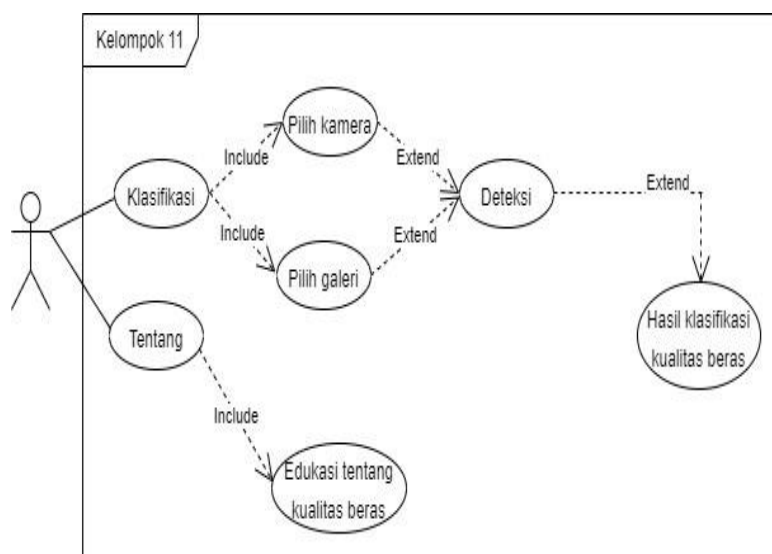 Kelompok 11
Pilih kamera
Include
Extend
Klasifikasi
Deteksi
Extend
Include
Extend
Pilih galeri
Tentang
Hasil klasifikasi
kualitas beras
Include
Edukasi tentang
kualitas beras